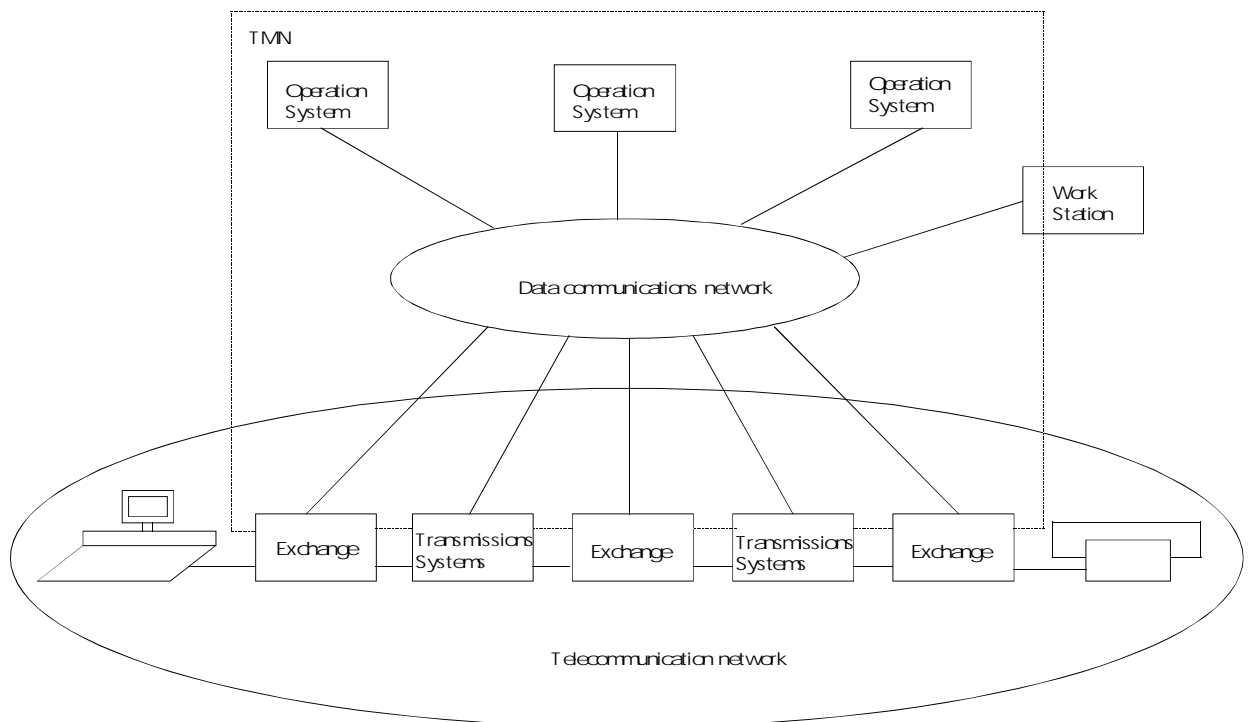 TMN
Operation
System
Operation
System
Operation
System
Work
Station
Data communications network
Exchange
Transmissions
Systems
Exchange
Transmissions
Systems
Exchange
Telecommunication network